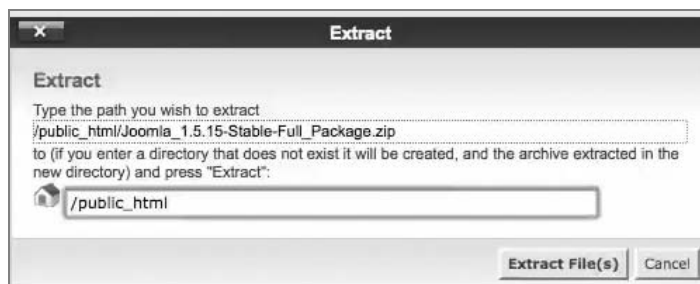 Extract
Extract
Type the path you wish to extract
/public_html/Joomla_1.5.15-Stable-Full_Package.zip
to (if you enter a directory that does not exist it will be created, and the archive extracted in the
new directory) and press "Extract":
/public_html
Extract File(s) Cancel